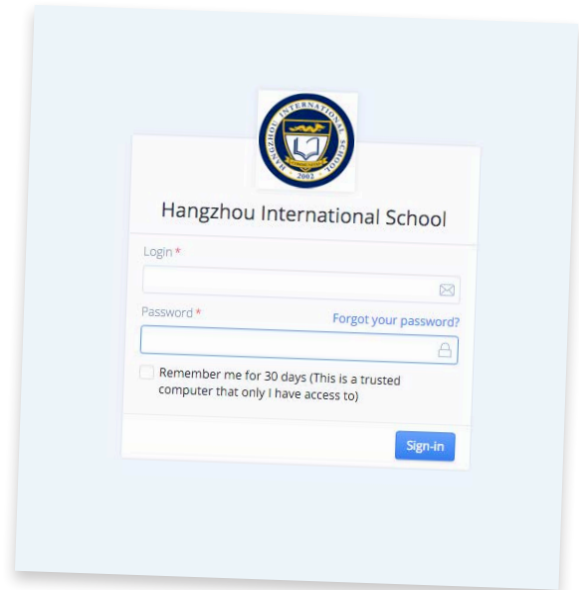 HANGZHOU INTERNATIONAL SCHOOL
2002
Hangzhou International School
Login *
Password *
Forgot your password?
Remember me for 30 days (This is a trusted
computer that only I have access to)
Sign-in